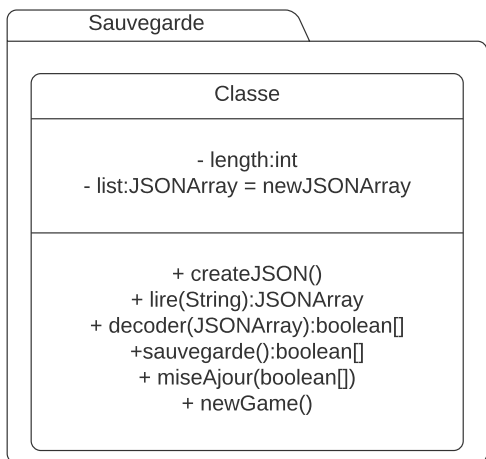 Sauvegarde
Classe
- length:int
- list:JSONArray = newJSONArray
+ createJSON()
+ lire(String):JSONArray
+ decoder(JSONArray):boolean[]
+sauvegarde():boolean[]
+ miseAjour(boolean[])
+ newGame()